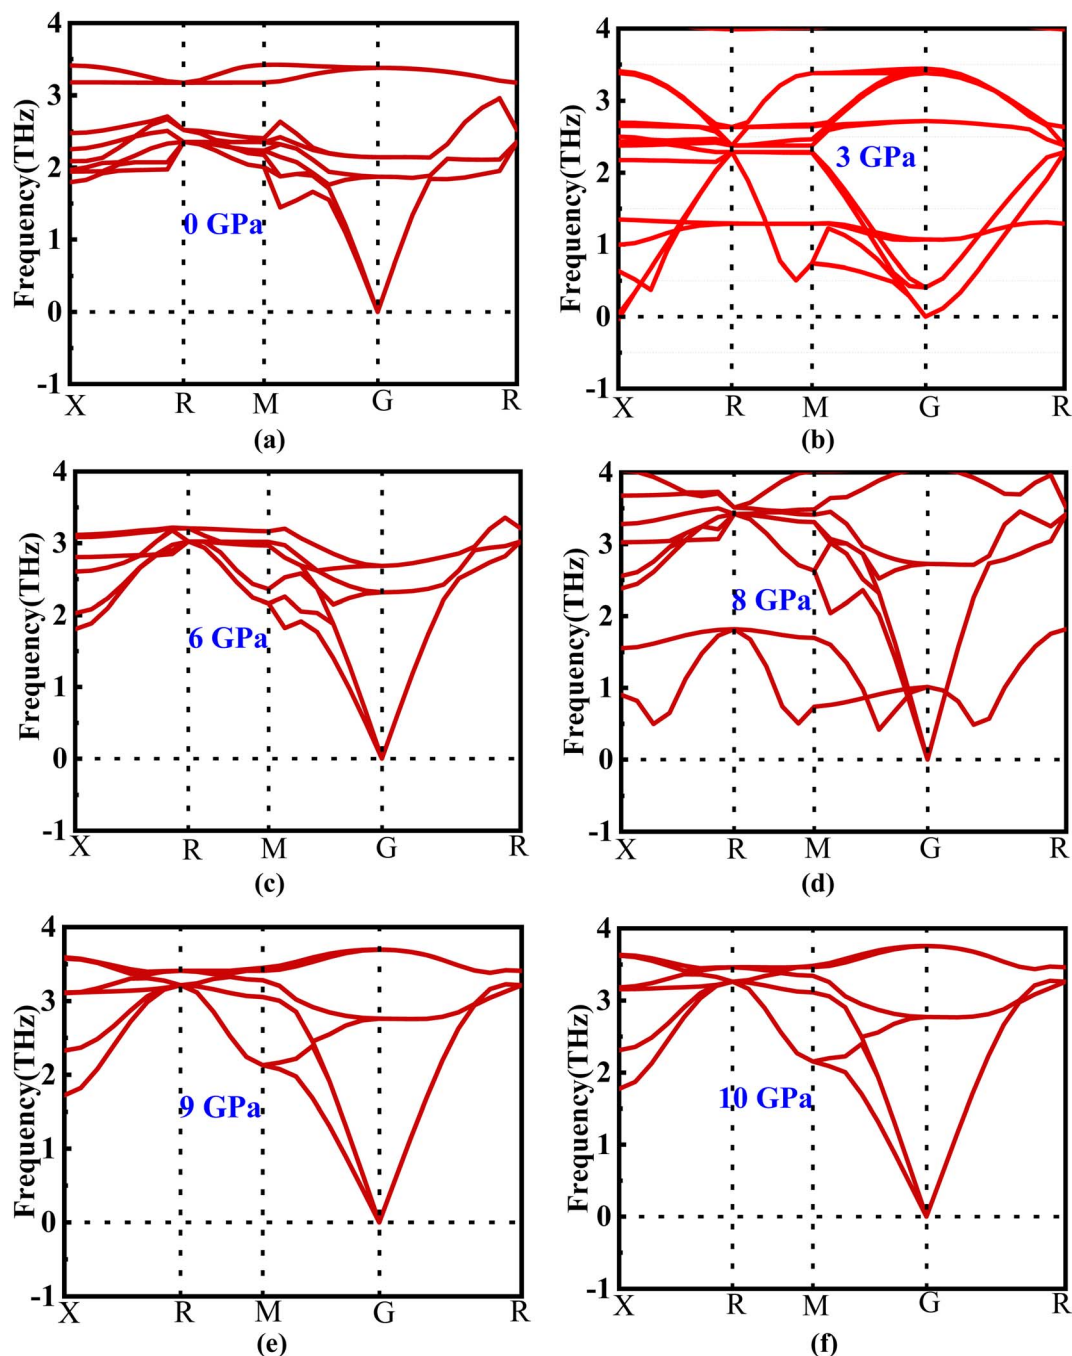 4
3
2
1
0
-1
Frequency(THz)
0 GPa
X R M G R
(a)
4
3
2
1
0
-1
Frequency(THz)
3 GPa
X R M G R
(b)
4
3
2
1
0
-1
Frequency(THz)
6 GPa
X R M G R
(c)
4
3
2
1
0
-1
Frequency(THz)
8 GPa
X R M G R
(d)
4
3
2
1
0
-1
Frequency(THz)
9 GPa
X R M G R
(e)
4
3
2
1
0
-1
Frequency(THz)
10 GPa
X R M G R
(f)